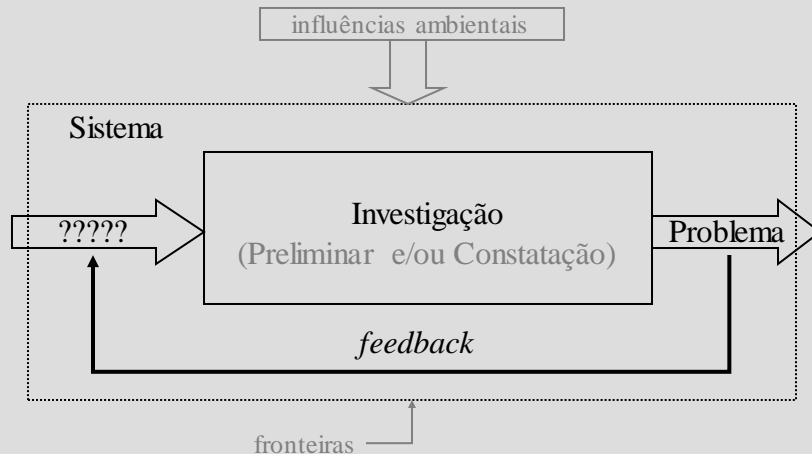 influências ambientais
Sistema
?????
Investigação
(Preliminar e/ou Constatação)
Problema
feedback
fronteiras